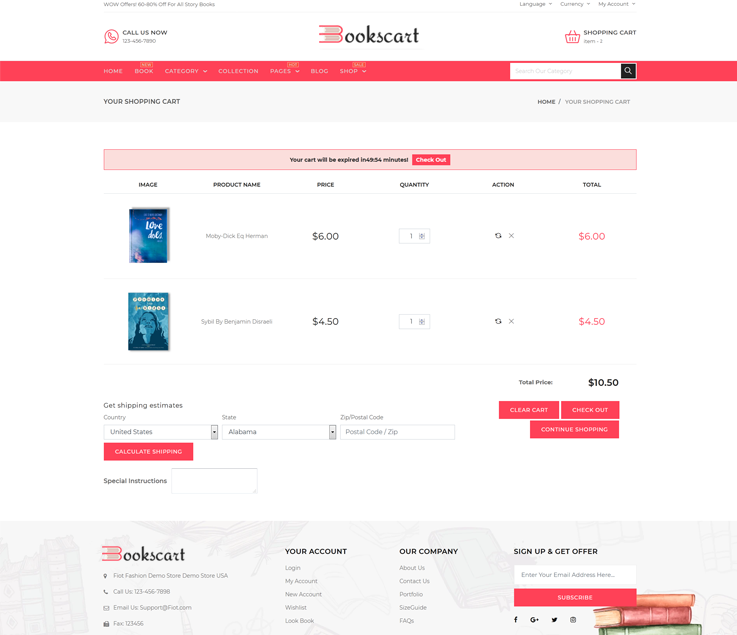 WOW Offers! 60-80% Off For All Story Books
Language Currency My Account
CALL US NOW
123-456-7890
Bookscart
SHOPPING CART
item - 2
NEW HOT SALE
HOME BOOK CATEGORY COLLECTION PAGES BLOG SHOP
Search Our Category
YOUR SHOPPING CART
HOME / YOUR SHOPPING CART
Your cart will be expired in49:54 minutes! Check Out
IMAGE PRODUCT NAME PRICE QUANTITY ACTION TOTAL
Love
Moby-Dick Eq Herman $6.00 1 $6.00
Sybil By Benjamin Disraeli $4.50 1 $4.50
Total Price: $10.50
Get shipping estimates
Country State Zip/Postal Code
United States Alabama Postal Code / Zip
CALCULATE SHIPPING
CLEAR CART CHECK OUT
CONTINUE SHOPPING
Special Instructions
Bookscart
Fiot Fashion Demo Store Demo Store USA
Call Us: 123-456-7898
Email Us: Support@Fiot.com
Fax: 123456
YOUR ACCOUNT
Login
My Account
New Account
Wishlist
Look Book
OUR COMPANY
About Us
Contact Us
Portfolio
SizeGuide
FAQs
SIGN UP & GET OFFER
Enter Your Email Address Here...
SUBSCRIBE